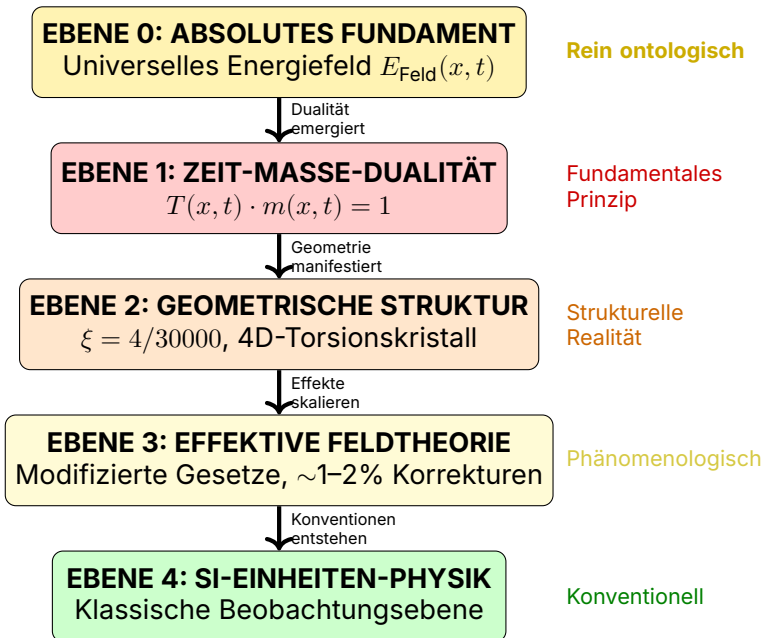 EBENE 0: ABSOLUTES FUNDAMENT
Universelles Energiefeld E_Feld(x, t)
Rein ontologisch
Dualität
emergiert
EBENE 1: ZEIT-MASSE-DUALITÄT
T(x, t) · m(x, t) = 1
Fundamentales
Prinzip
Geometrie
manifestiert
EBENE 2: GEOMETRISCHE STRUKTUR
ξ = 4/30000, 4D-Torsionskristall
Strukturelle
Realität
Effekte
skalieren
EBENE 3: EFFEKTIVE FELDTHEORIE
Modifizierte Gesetze, ∼1–2% Korrekturen
Phänomenologisch
Konventionen
entstehen
EBENE 4: SI-EINHEITEN-PHYSIK
Klassische Beobachtungsebene
Konventionell